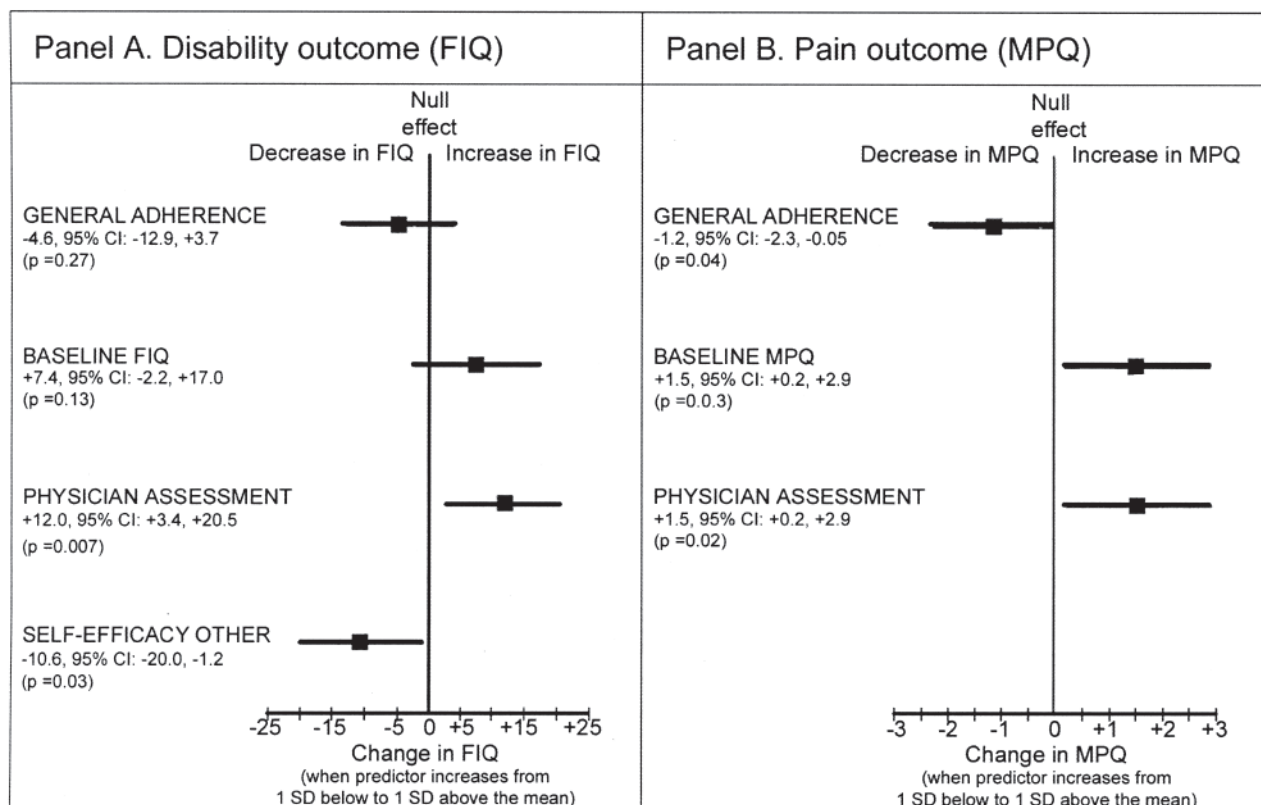 Panel A. Disability outcome (FIQ)
Null
effect
Decrease in FIQ
Increase in FIQ
GENERAL ADHERENCE
-4.6, 95% CI: -12.9, +3.7
(p =0.27)
BASELINE FIQ
+7.4, 95% CI: -2.2, +17.0
(p =0.13)
PHYSICIAN ASSESSMENT
+12.0, 95% CI: +3.4, +20.5
(p =0.007)
SELF-EFFICACY OTHER
-10.6, 95% CI: -20.0, -1.2
(p =0.03)
-25 -15 -5 0 +5 +15 +25
Change in FIQ
(when predictor increases from
1 SD below to 1 SD above the mean)
Panel B. Pain outcome (MPQ)
Null
effect
Decrease in MPQ
Increase in MPQ
GENERAL ADHERENCE
-1.2, 95% CI: -2.3, -0.05
(p =0.04)
BASELINE MPQ
+1.5, 95% CI: +0.2, +2.9
(p =0.0.3)
PHYSICIAN ASSESSMENT
+1.5, 95% CI: +0.2, +2.9
(p =0.02)
-3 -2 -1 0 +1 +2 +3
Change in MPQ
(when predictor increases from
1 SD below to 1 SD above the mean)